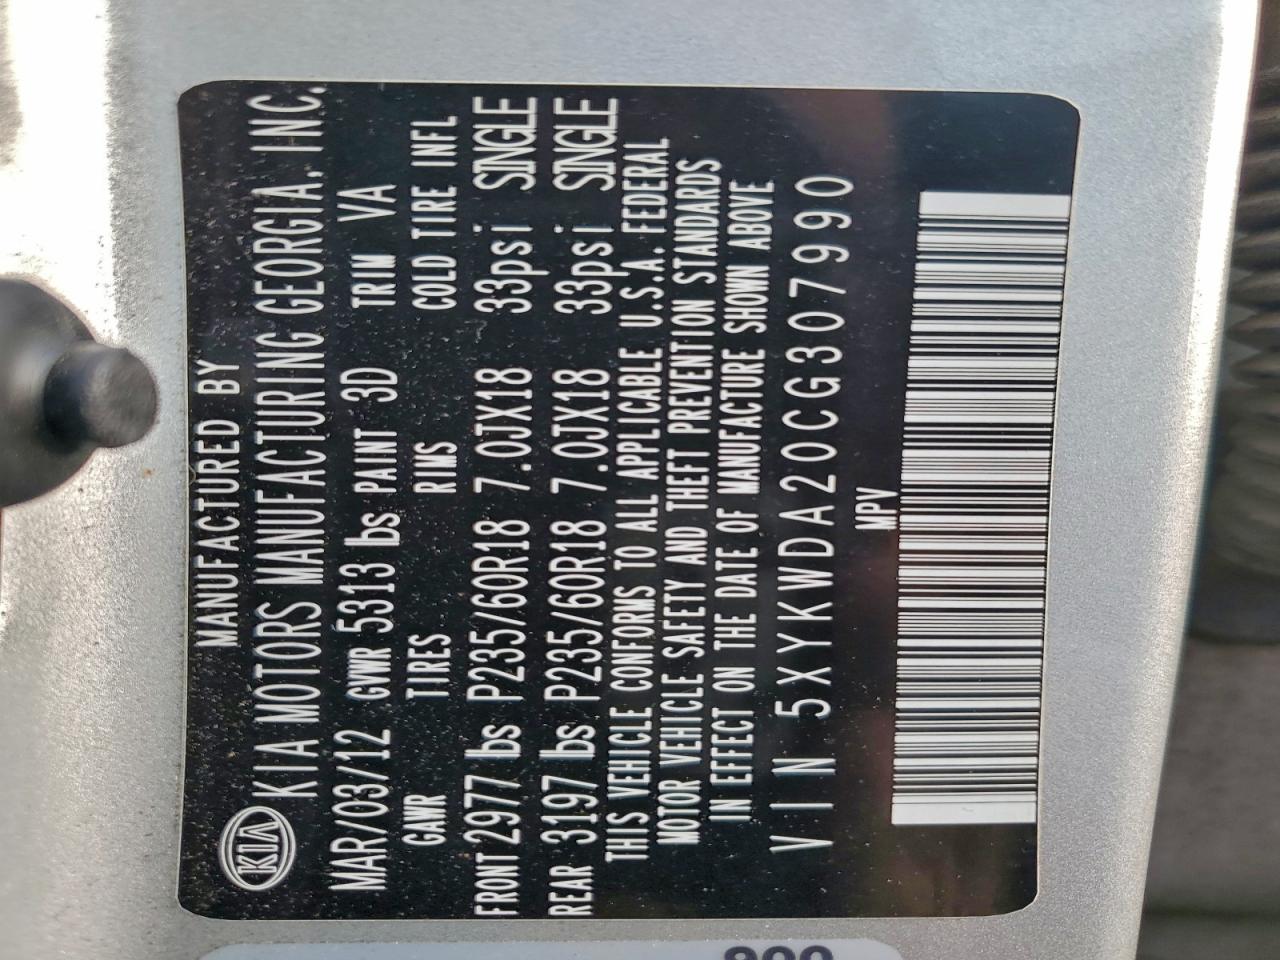 MANUFACTURED BY
KIA KIA MOTORS MANUFACTURING GEORGIA, INC.
MAR/03/12 GVWR 5313 lbs PAINT 3D TRIM VA
GAWR TIRES RIMS COLD TIRE INFL
FRONT 2977 lbs P235/60R18 7.0JX18 33psi SINGLE
REAR 3197 lbs P235/60R18 7.0JX18 33psi SINGLE
THIS VEHICLE CONFORMS TO ALL APPLICABLE U.S.A. FEDERAL
MOTOR VEHICLE SAFETY AND THEFT PREVENTION STANDARDS
IN EFFECT ON THE DATE OF MANUFACTURE SHOWN ABOVE
VIN 5XYKWDA20CG307990
MPV